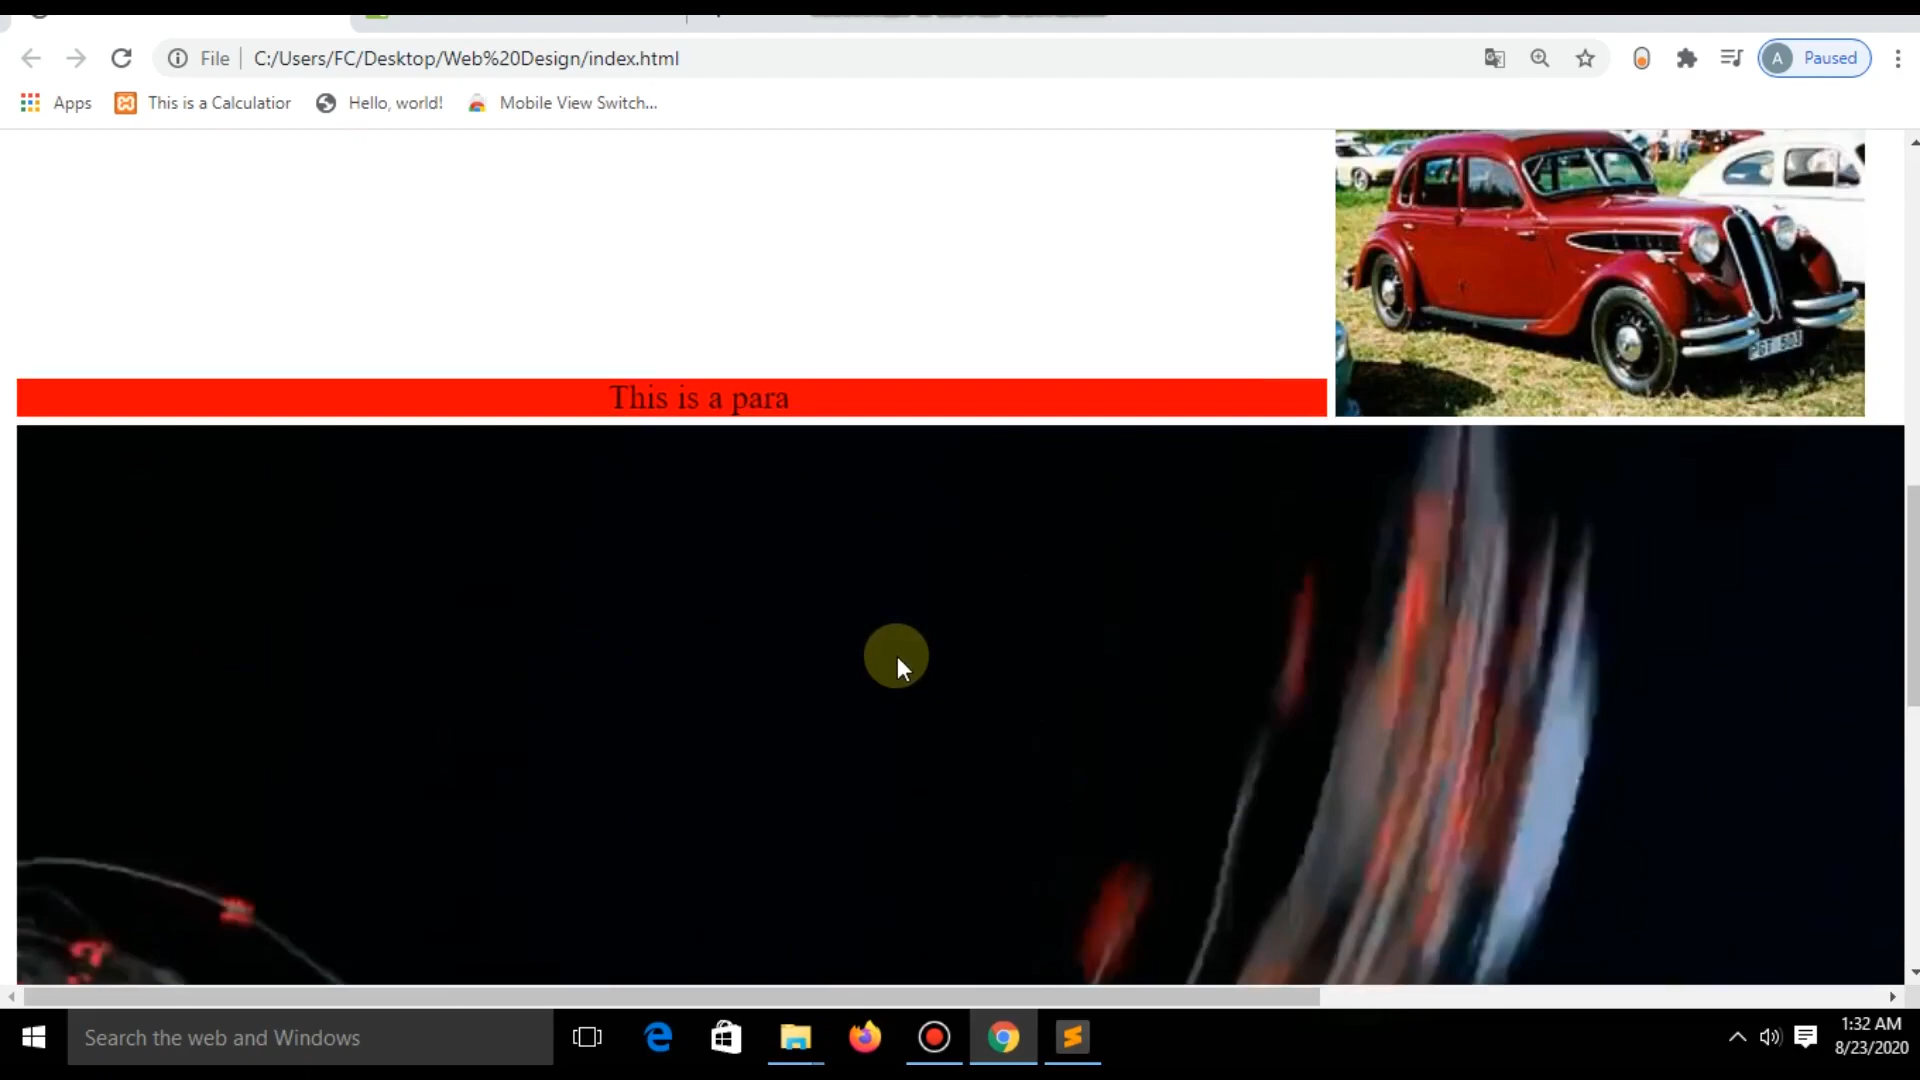 File
C:/Users/FC/Desktop/Web%20Design/index.html
A Paused
Apps
This is a Calculatior
Hello, world!
Mobile View Switch...
This is a para
Search the web and Windows
1:32 AM
8/23/2020